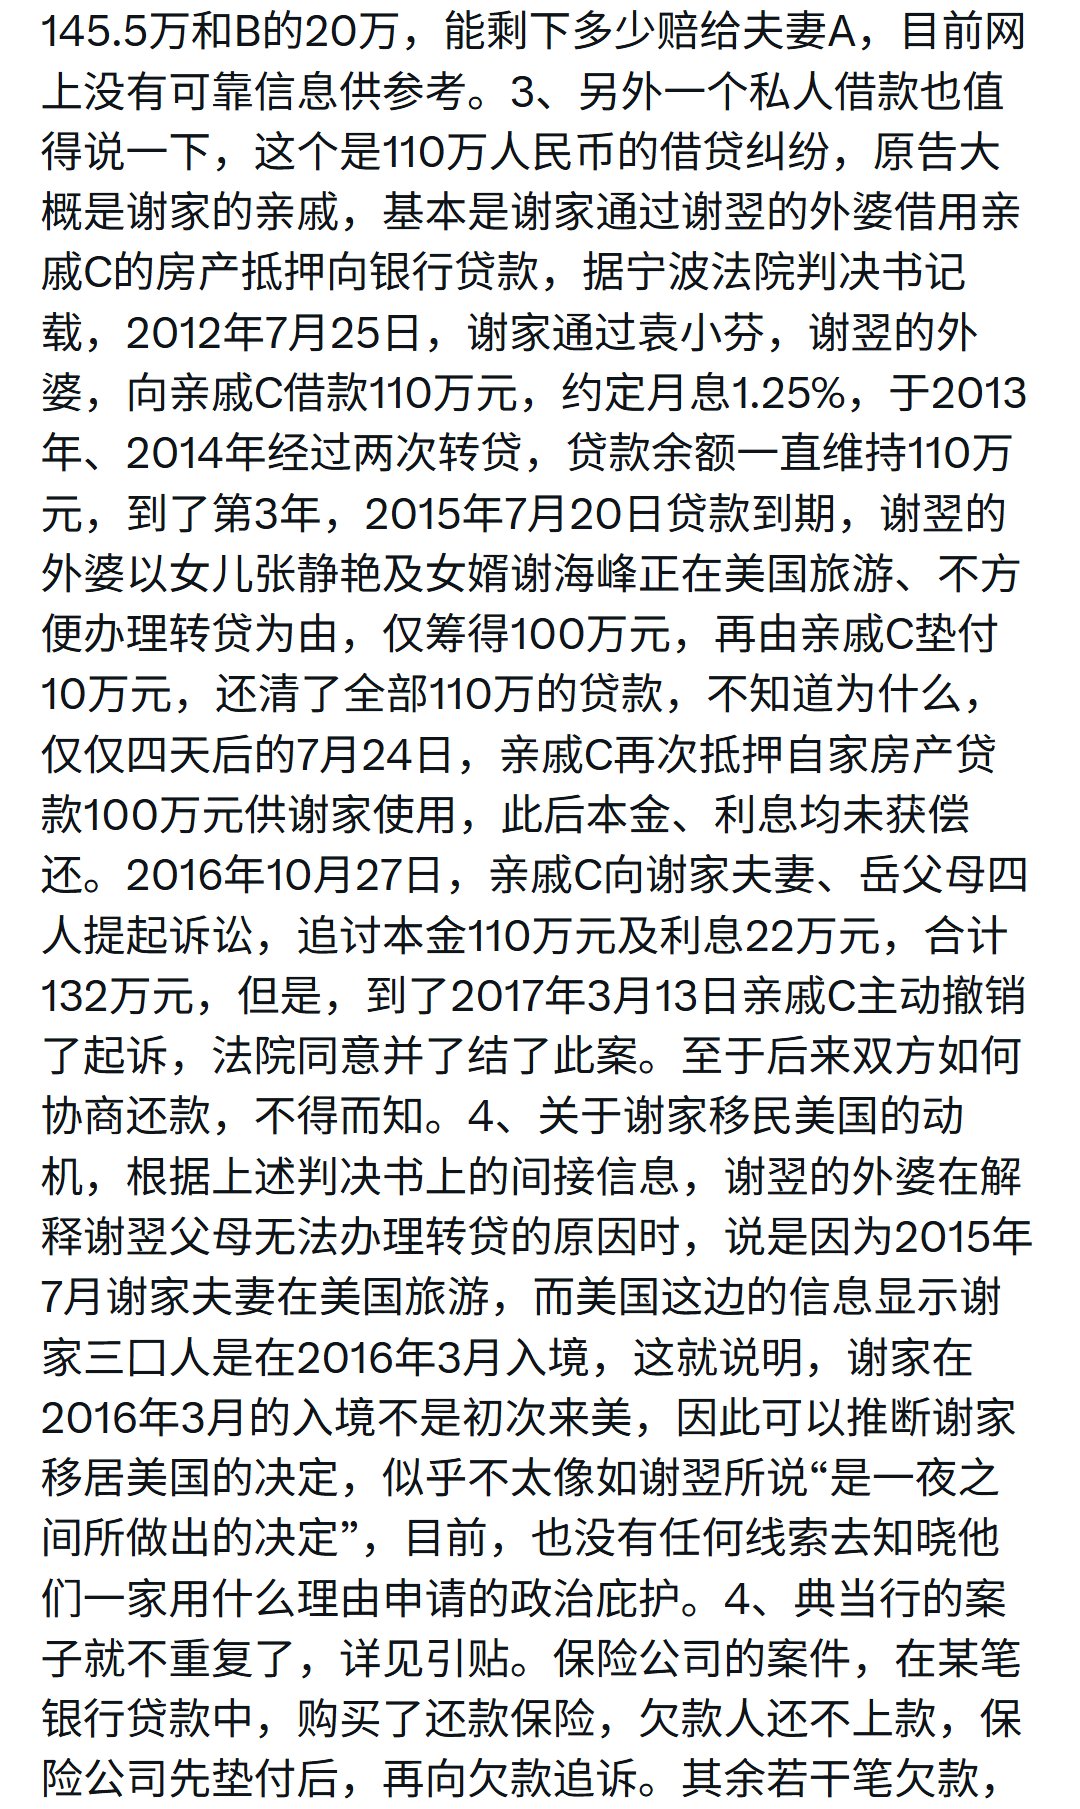 145.5万和B的20万，能剩下多少赔给夫妻A，目前网
上没有可靠信息供参考。3、另外一个私人借款也值
得说一下，这个是110万人民币的借贷纠纷，原告大
概是谢家的亲戚，基本是谢家通过谢翌的外婆借用亲
戚C的房产抵押向银行贷款，据宁波法院判决书记
载，2012年7月25日，谢家通过袁小芬，谢翌的外
婆，向亲戚C借款110万元，约定月息1.25%，于2013
年、2014年经过两次转贷，贷款余额一直维持110万
元，到了第3年，2015年7月20日贷款到期，谢翌的
外婆以女儿张静艳及女婿谢海峰正在美国旅游、不方
便办理转贷为由，仅筹得100万元，再由亲戚C垫付
10万元，还清了全部110万的贷款，不知道为什么，
仅仅四天后的7月24日，亲戚C再次抵押自家房产贷
款100万元供谢家使用，此后本金、利息均未获偿
还。2016年10月27日，亲戚C向谢家夫妻、岳父母四
人提起诉讼，追讨本金110万元及利息22万元，合计
132万元，但是，到了2017年3月13日亲戚C主动撤销
了起诉，法院同意并了结了此案。至于后来双方如何
协商还款，不得而知。4、关于谢家移民美国的动
机，根据上述判决书上的间接信息，谢翌的外婆在解
释谢翌父母无法办理转贷的原因时，说是因为2015年
7月谢家夫妻在美国旅游，而美国这边的信息显示谢
家三口人是在2016年3月入境，这就说明，谢家在
2016年3月的入境不是初次来美，因此可以推断谢家
移居美国的决定，似乎不太像如谢翌所说“是一夜之
间所做出的决定”，目前，也没有任何线索去知晓他
们一家用什么理由申请的政治庇护。4、典当行的案
子就不重复了，详见引贴。保险公司的案件，在某笔
银行贷款中，购买了还款保险，欠款人还不上款，保
险公司先垫付后，再向欠款追诉。其余若干笔欠款，